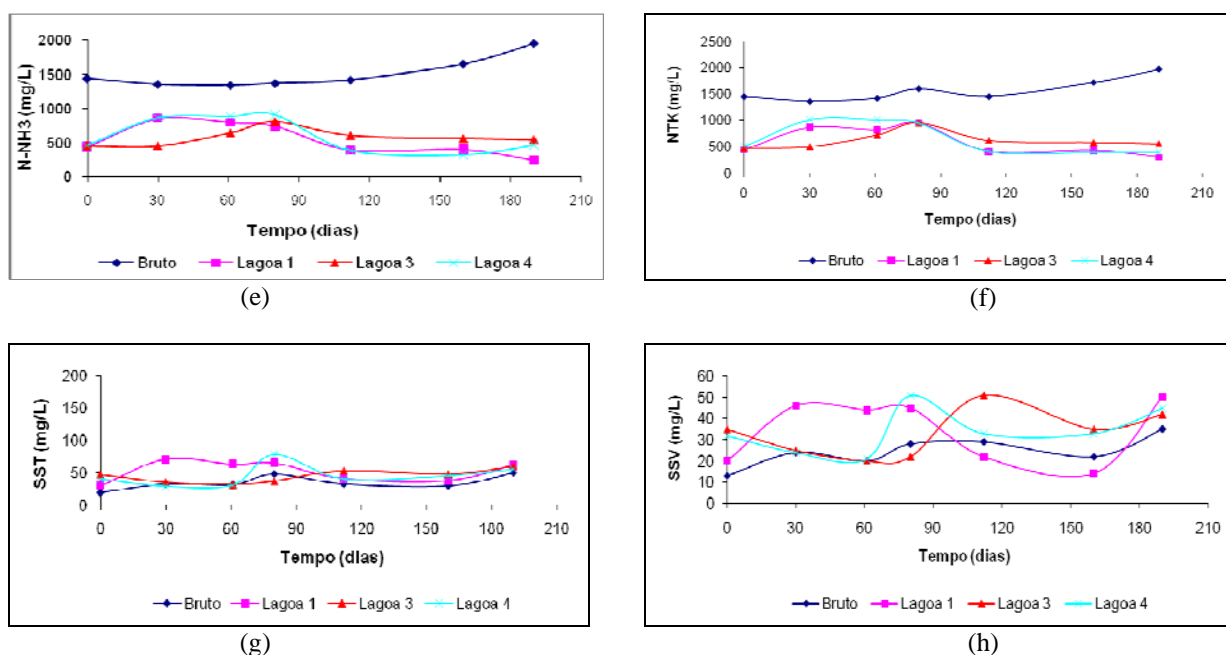 N-NH3 (mg/L)
2000
1500
1000
500
0
0 30 60 90 120 150 180 210
Tempo (dias)
Bruto Lagoa 1 Lagoa 3 Lagoa 4
(e)
NTK (mg/L)
2500
2000
1500
1000
500
0
0 30 60 90 120 150 180 210
Tempo (dias)
Bruto Lagoa 1 Lagoa 3 Lagoa 4
(f)
SST (mg/L)
200
150
100
50
0
0 30 60 90 120 150 180 210
Tempo (dias)
Bruto Lagoa 1 Lagoa 3 Lagoa 4
(g)
SSV (mg/L)
60
50
40
30
20
10
0
0 30 60 90 120 150 180 210
Tempo (dias)
Bruto Lagoa 1 Lagoa 3 Lagoa 4
(h)